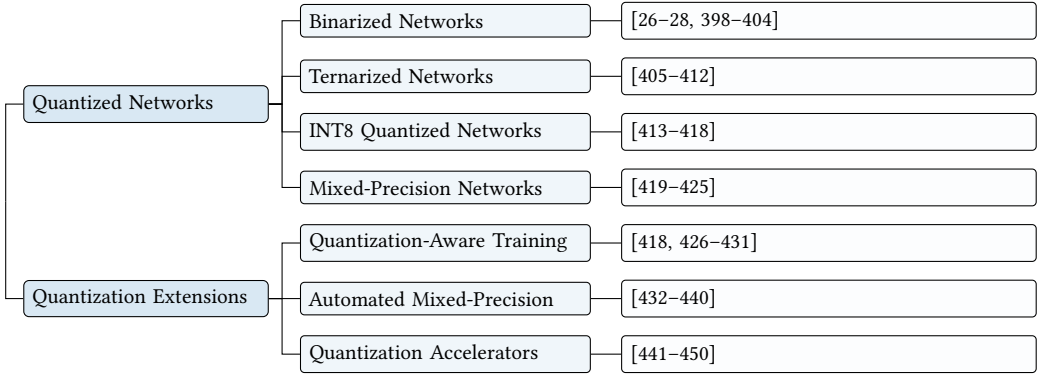 Quantized Networks
Binarized Networks
[26–28, 398–404]
Ternarized Networks
[405–412]
INT8 Quantized Networks
[413–418]
Mixed-Precision Networks
[419–425]
Quantization Extensions
Quantization-Aware Training
[418, 426–431]
Automated Mixed-Precision
[432–440]
Quantization Accelerators
[441–450]